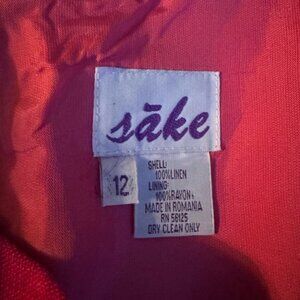 sāke
12
SHELL:
100%LINEN
LINING:
100%RAYON
MADE IN ROMANIA
RN 58125
DRY CLEAN ONLY